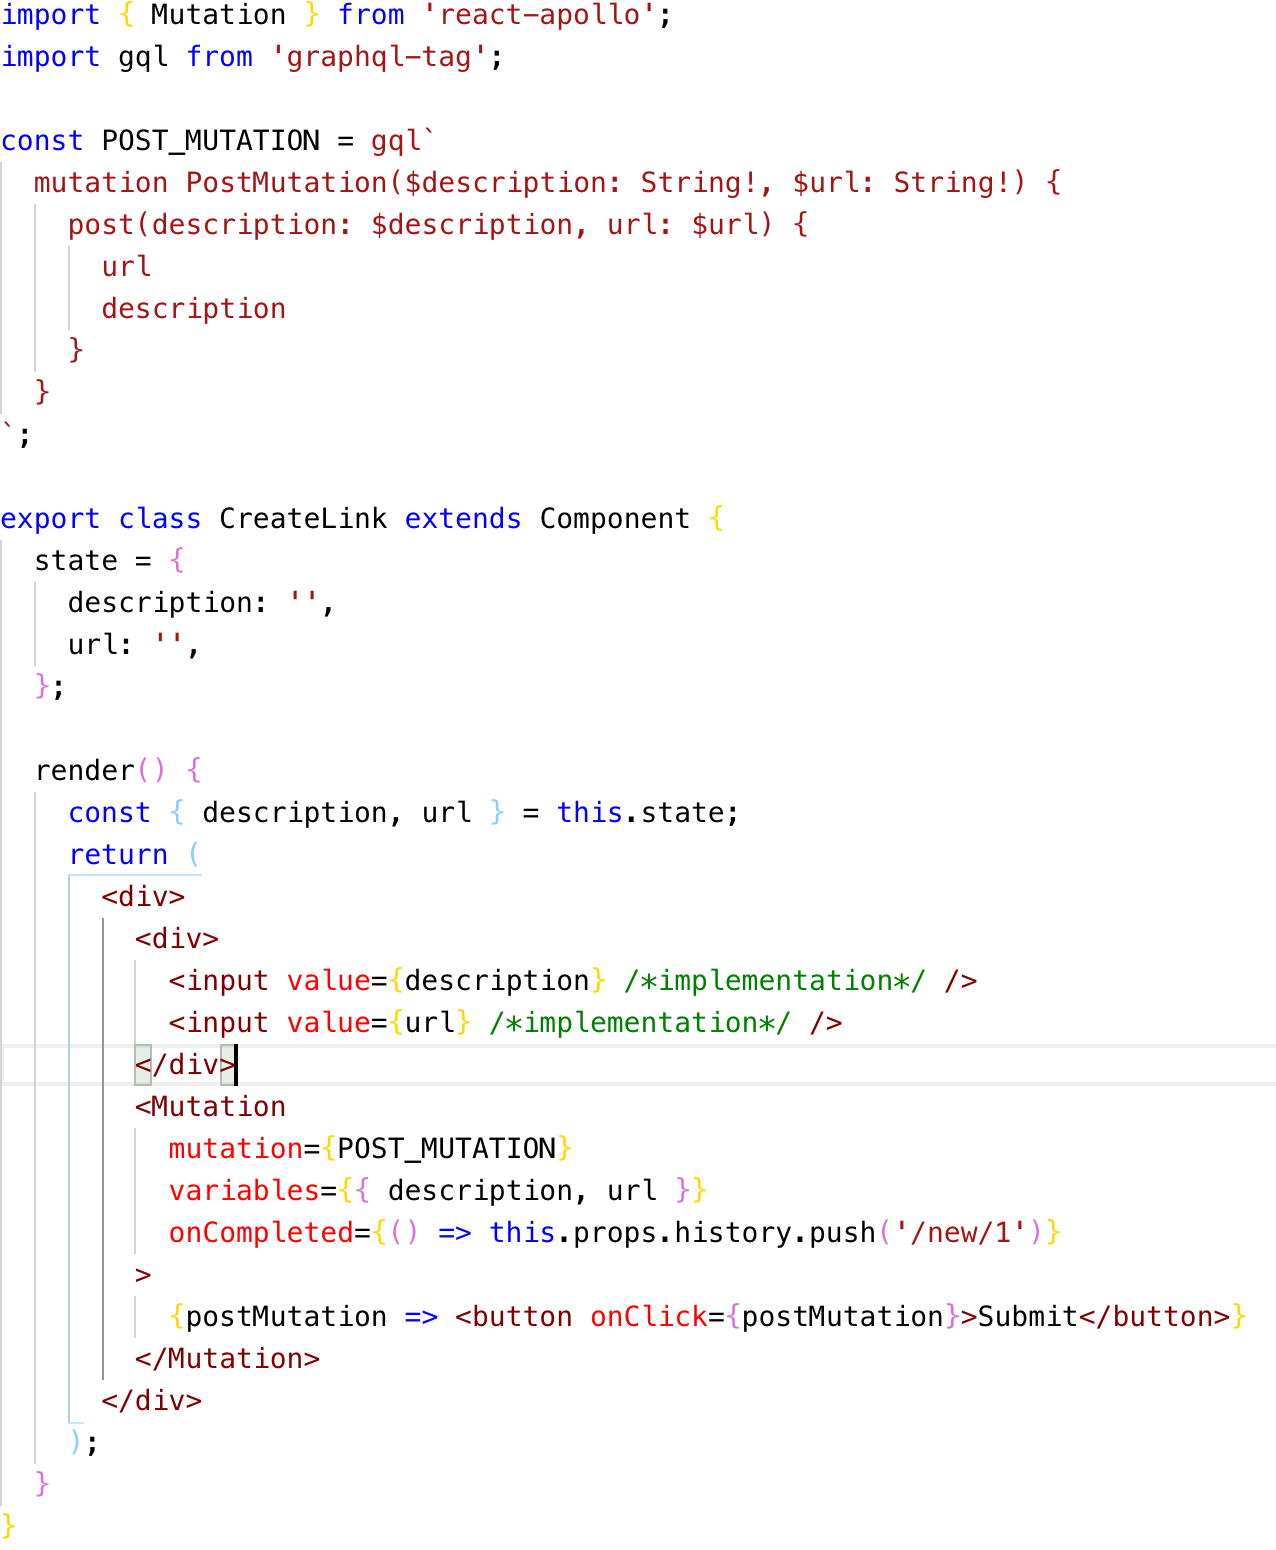 import { Mutation } from 'react-apollo';
import gql from 'graphql-tag';

const POST_MUTATION = gql`
  mutation PostMutation($description: String!, $url: String!) {
    post(description: $description, url: $url) {
      url
      description
    }
  }
`;

export class CreateLink extends Component {
  state = {
    description: '',
    url: '',
  };

  render() {
    const { description, url } = this.state;
    return (
      <div>
        <div>
          <input value={description} /*implementation*/ />
          <input value={url} /*implementation*/ />
        </div>
        <Mutation
          mutation={POST_MUTATION}
          variables={{ description, url }}
          onCompleted={() => this.props.history.push('/new/1')}
        >
          {postMutation => <button onClick={postMutation}>Submit</button>}
        </Mutation>
      </div>
    );
  }
}